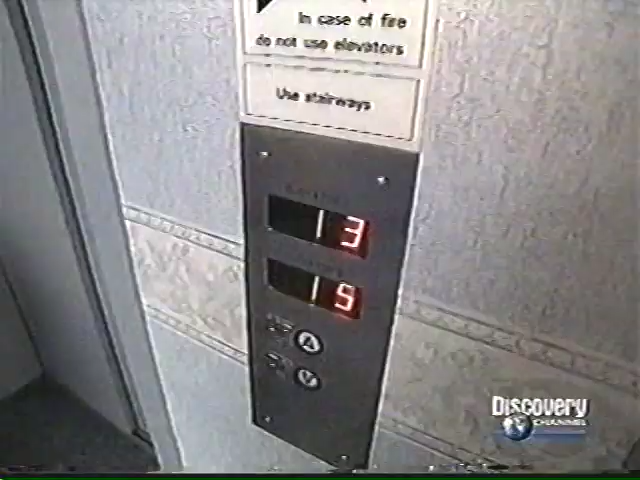 In case of fire
do not use elevators
Use stairways
13
15
Discovery
CHANNEL